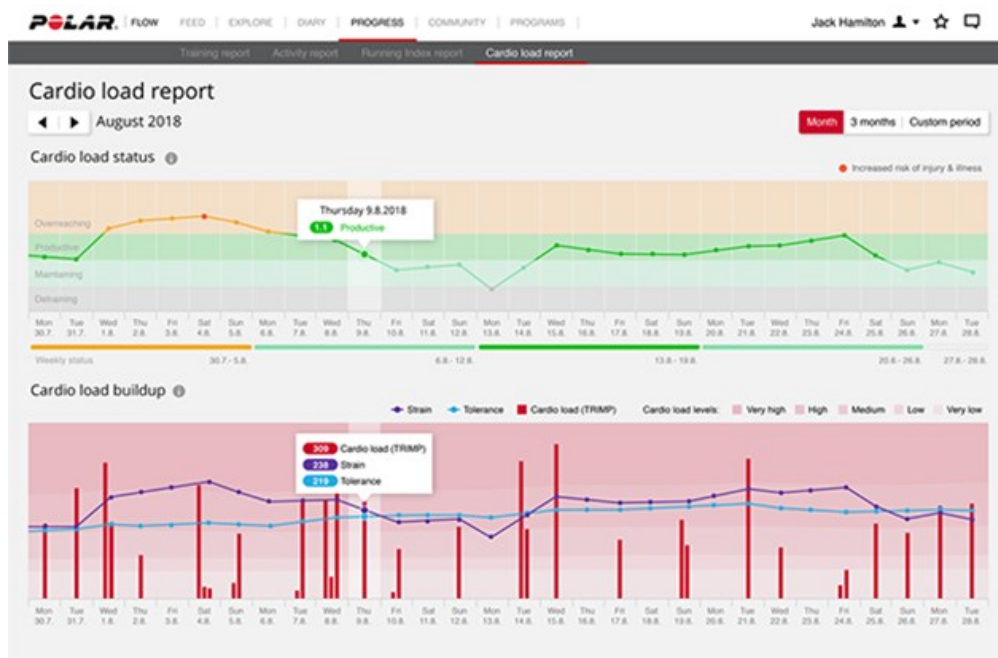 POLAR. FLOW FEED EXPLORE DIARY PROGRESS COMMUNITY PROGRAMS Jack Hamilton
Training report Activity report Running Index report Cardio load report
Cardio load report
August 2018
Month 3 months Custom period
Cardio load status
Increased risk of injury & illness
Thursday 9.8.2018
1.1 Productive
Overreaching
Productive
Maintaining
Detraining
Mon Tue Wed Thu Fri Sat Sun Mon Tue Wed Thu Fri Sat Sun Mon Tue Wed Thu Fri Sat Sun Mon Tue Wed Thu Fri Sat Sun Mon Tue
30.7. 31.7. 1.8. 2.8. 3.8. 4.8. 5.8. 6.8. 7.8. 8.8. 9.8. 10.8. 11.8. 12.8. 13.8. 14.8. 15.8. 16.8. 17.8. 18.8. 19.8. 20.8. 21.8. 22.8. 23.8. 24.8. 25.8. 26.8. 27.8. 28.8.
Weekly status 30.7.- 5.8. 6.8.- 12.8. 13.8.- 19.8. 20.8.- 26.8. 27.8.- 28.8.
Cardio load buildup
Strain Tolerance Cardio load (TRIMP) Cardio load levels: Very high High Medium Low Very low
309 Cardio load (TRIMP)
238 Strain
219 Tolerance
Mon Tue Wed Thu Fri Sat Sun Mon Tue Wed Thu Fri Sat Sun Mon Tue Wed Thu Fri Sat Sun Mon Tue Wed Thu Fri Sat Sun Mon Tue
30.7. 31.7. 1.8. 2.8. 3.8. 4.8. 5.8. 6.8. 7.8. 8.8. 9.8. 10.8. 11.8. 12.8. 13.8. 14.8. 15.8. 16.8. 17.8. 18.8. 19.8. 20.8. 21.8. 22.8. 23.8. 24.8. 25.8. 26.8. 27.8. 28.8.